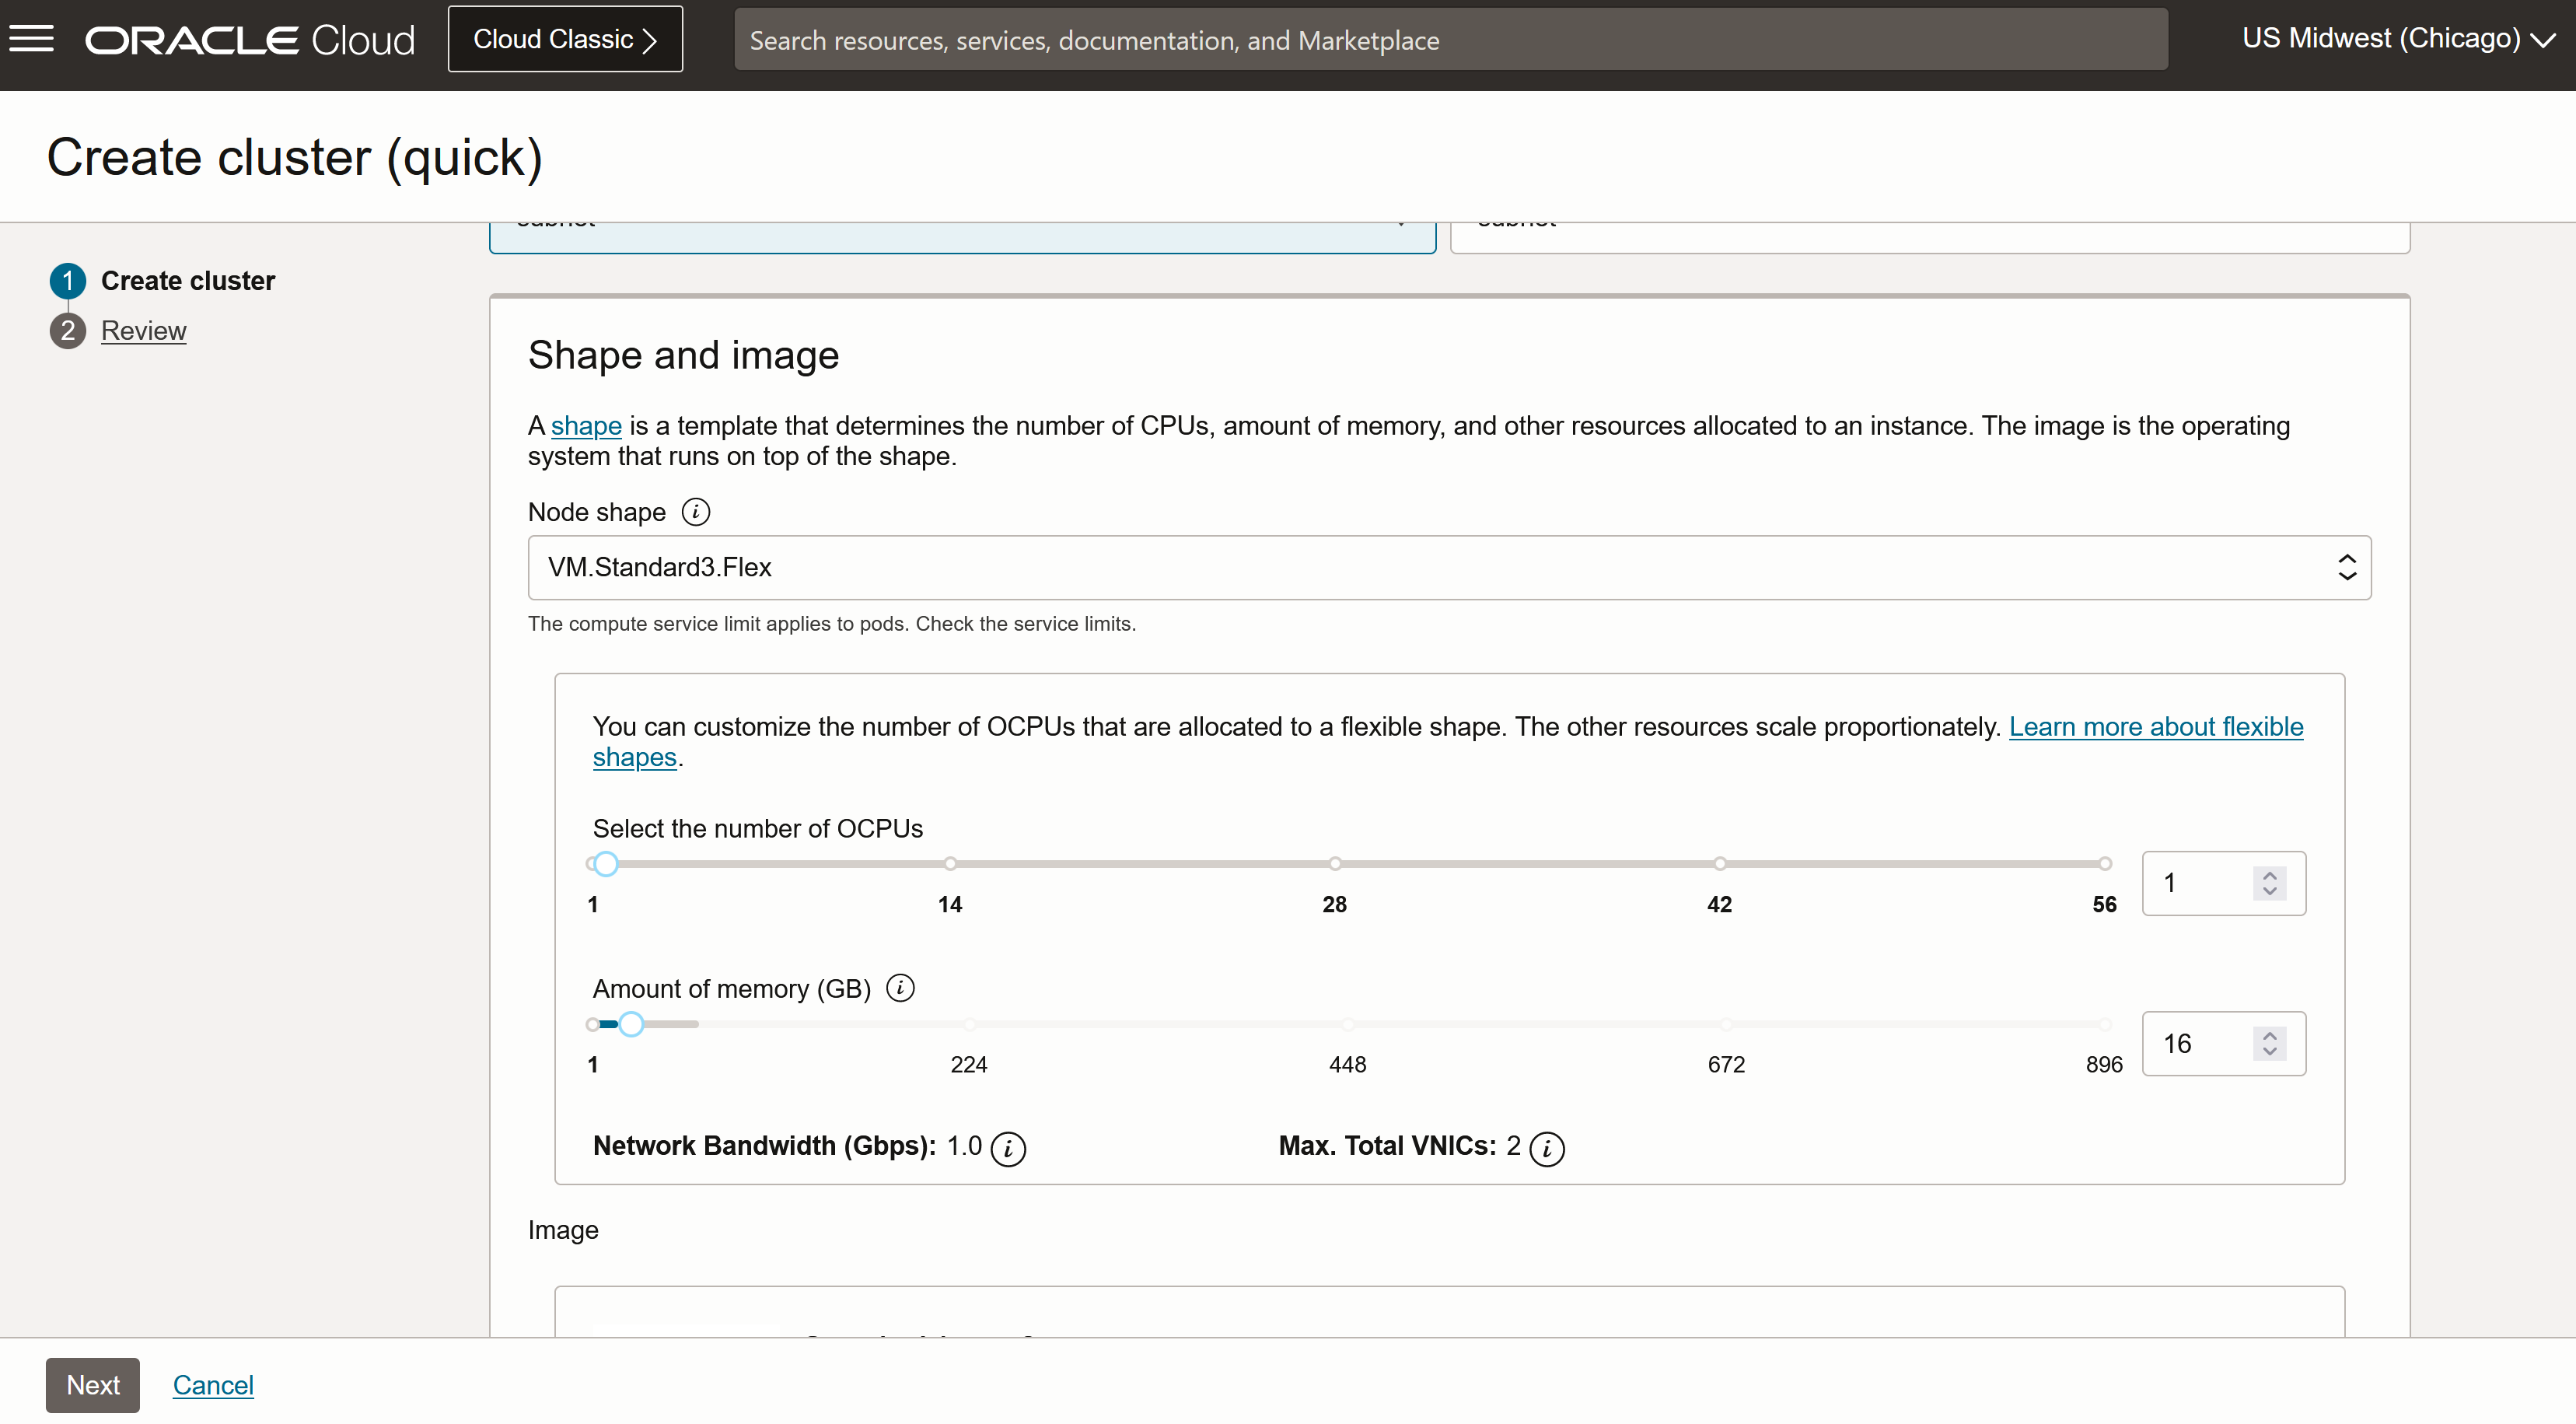 ORACLE Cloud
Cloud Classic
Search resources, services, documentation, and Marketplace
US Midwest (Chicago)
Create cluster (quick)
1 Create cluster
2 Review
Shape and image
A shape is a template that determines the number of CPUs, amount of memory, and other resources allocated to an instance. The image is the operating
system that runs on top of the shape.
Node shape
VM.Standard3.Flex
The compute service limit applies to pods. Check the service limits.
You can customize the number of OCPUs that are allocated to a flexible shape. The other resources scale proportionately. Learn more about flexible
shapes.
Select the number of OCPUs
1 14 28 42 56
1
Amount of memory (GB)
1 224 448 672 896
16
Network Bandwidth (Gbps): 1.0
Max. Total VNICs: 2
Image
Next
Cancel